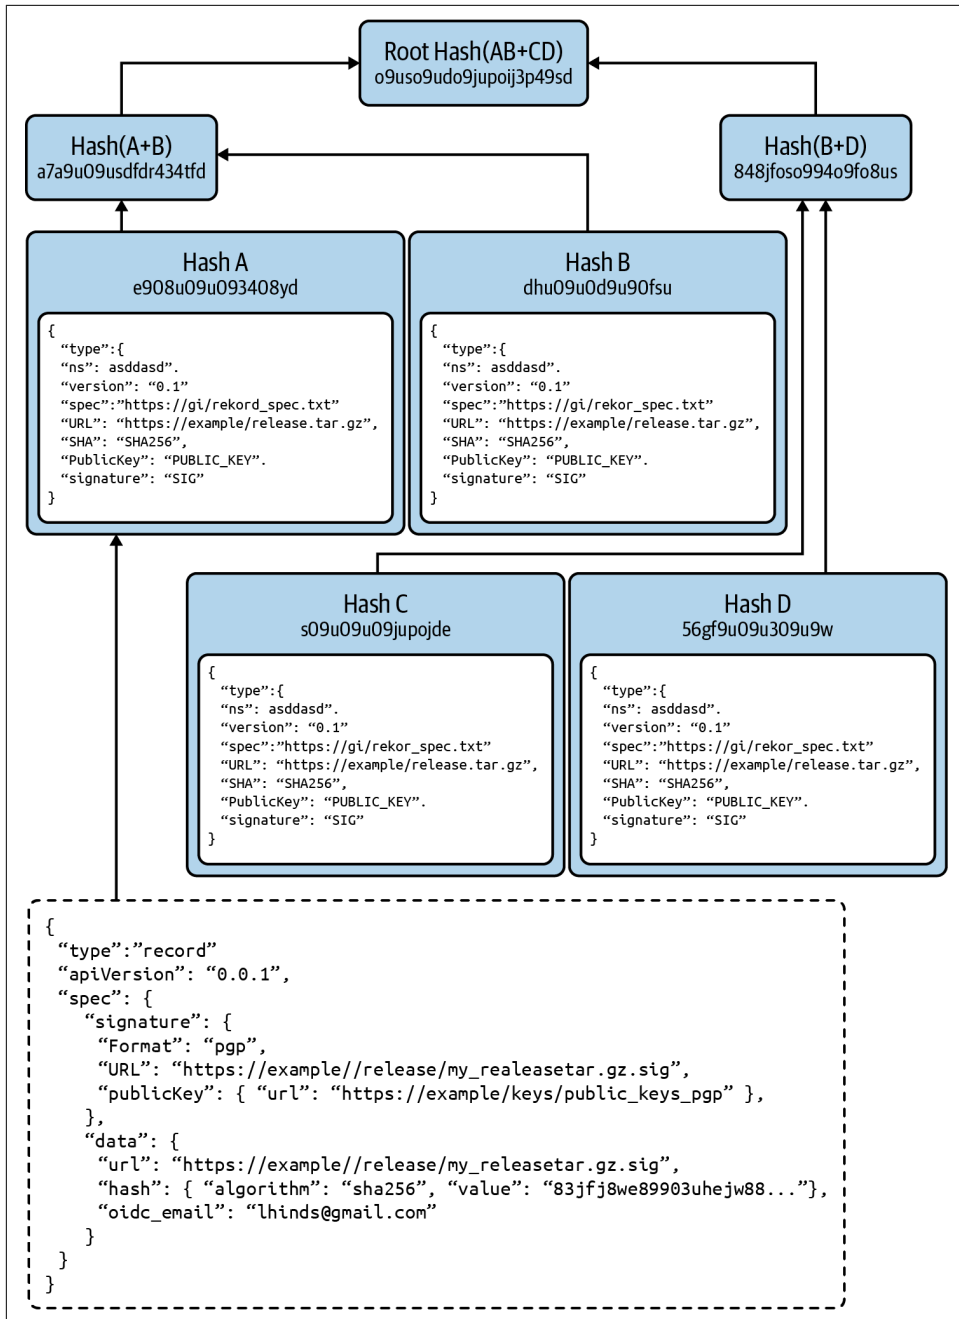 Root Hash(AB+CD)
o9uso9udo9jupoij3p49sd
Hash(A+B)
a7a9u09usdfdr434tfd
Hash(B+D)
848jfoso994o9fo8us
Hash A
e908u09u093408yd
{
“type”:{
“ns”: asddasd”.
“version”: “0.1”
“spec”:”https://gi/rekord_spec.txt”
“URL”: “https://example/release.tar.gz”,
“SHA”: “SHA256”,
“PublicKey”: “PUBLIC_KEY”.
“signature”: “SIG”
}
Hash B
dhu09u0d9u90fsu
{
“type”:{
“ns”: asddasd”.
“version”: “0.1”
“spec”:”https://gi/rekor_spec.txt”
“URL”: “https://example/release.tar.gz”,
“SHA”: “SHA256”,
“PublicKey”: “PUBLIC_KEY”.
“signature”: “SIG”
}
Hash C
s09u09u09jupojde
{
“type”:{
“ns”: asddasd”.
“version”: “0.1”
“spec”:”https://gi/rekor_spec.txt”
“URL”: “https://example/release.tar.gz”,
“SHA”: “SHA256”,
“PublicKey”: “PUBLIC_KEY”.
“signature”: “SIG”
}
Hash D
56gf9u09u309u9w
{
“type”:{
“ns”: asddasd”.
“version”: “0.1”
“spec”:”https://gi/rekor_spec.txt”
“URL”: “https://example/release.tar.gz”,
“SHA”: “SHA256”,
“PublicKey”: “PUBLIC_KEY”.
“signature”: “SIG”
}
{
“type”:”record”
“apiVersion”: “0.0.1”,
“spec”: {
“signature”: {
“Format”: “pgp”,
“URL”: “https://example//release/my_realeasetar.gz.sig”,
“publicKey”: { “url”: “https://example/keys/public_keys_pgp” },
},
“data”: {
“url”: “https://example//release/my_releasetar.gz.sig”,
“hash”: { “algorithm”: “sha256”, “value”: “83jfj8we89903uhejw88...”},
“oidc_email”: “lhinds@gmail.com”
}
}
}